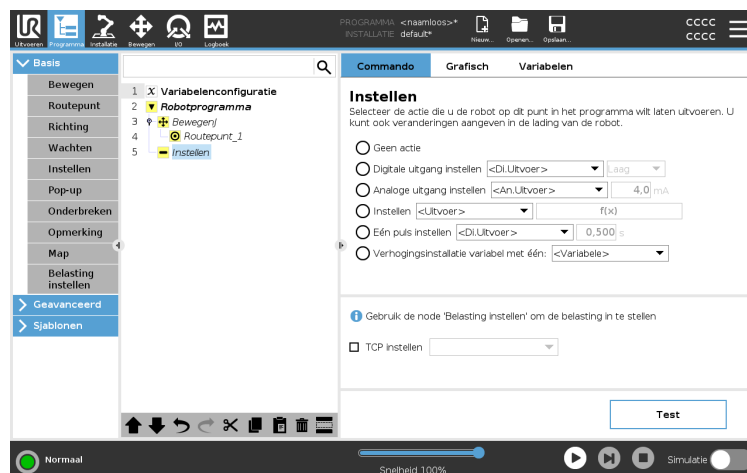 UR
PROGRAMMA <naamloos>*
INSTALLATIE default*
Uitvoeren Programma Installatie Bewegen I/O Logboek
Nieuw... Openen... Opslaan...
cccc
cccc
Basis
Bewegen
Routepunt
Richting
Wachten
Instellen
Pop-up
Onderbreken
Opmerking
Map
Belasting
instellen
Geavanceerd
Sjablonen
1 X Variabelenconfiguratie
2 Robotprogramma
3 BewegenJ
4 Routepunt_1
5 Instellen
Commando Grafisch Variabelen
Instellen
Selecteer de actie die u de robot op dit punt in het programma wilt laten uitvoeren. U
kunt ook veranderingen aangeven in de lading van de robot.
Geen actie
Digitale uitgang instellen <Di.Uitvoer> Laag
Analoge uitgang instellen <An.Uitvoer> 4,0 mA
Instellen <Uitvoer> f(x)
Eén puls instellen <Di.Uitvoer> 0,500 s
Verhogingsinstallatie variabel met één: <Variabele>
Gebruik de node 'Belasting instellen' om de belasting in te stellen
TCP instellen
Test
Normaal
Snelheid 100%
Simulatie